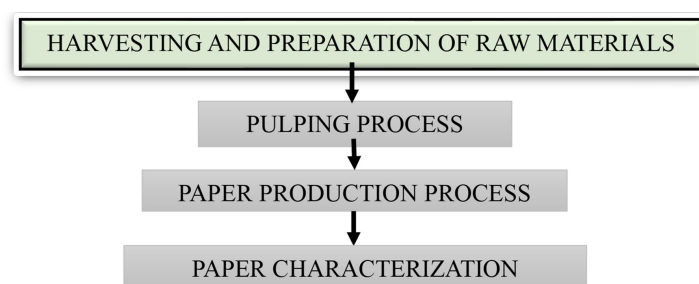 HARVESTING AND PREPARATION OF RAW MATERIALS
PULPING PROCESS
PAPER PRODUCTION PROCESS
PAPER CHARACTERIZATION